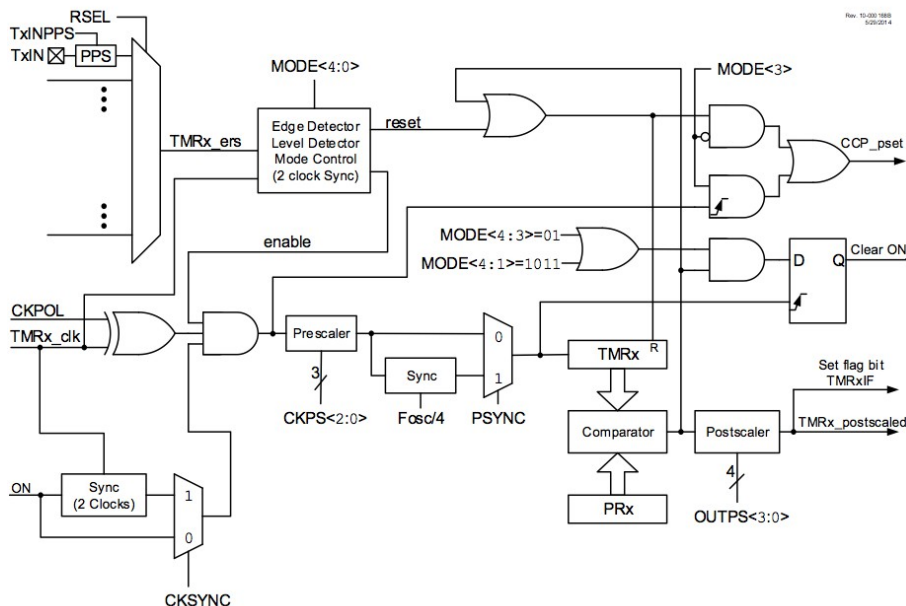 Rev. 10-000 168B
5/29/2014
RSEL
TxINPPS
TxIN
PPS
MODE<4:0>
MODE<3>
TMRx_ers
Edge Detector
Level Detector
Mode Control
(2 clock Sync)
reset
CCP_pset
enable
MODE<4:3>=01
MODE<4:1>=1011
D
Q
Clear ON
CKPOL
TMRx_clk
Prescaler
0
1
TMRx
R
3
Sync
Set flag bit
TMRxIF
CKPS<2:0>
Fosc/4
PSYNC
Comparator
Postscaler
TMRx_postscaled
ON
Sync
(2 Clocks)
1
0
4
PRx
OUTPS<3:0>
CKSYNC